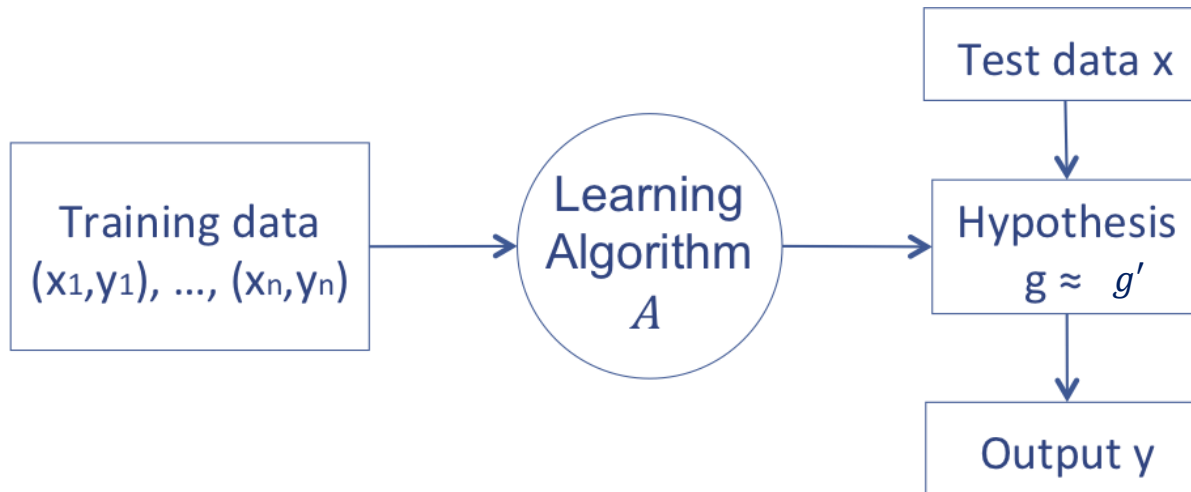 Training data
(x1,y1), ..., (xn,yn)
Learning
Algorithm
A
Test data x
Hypothesis
g ≈ g′
Output y